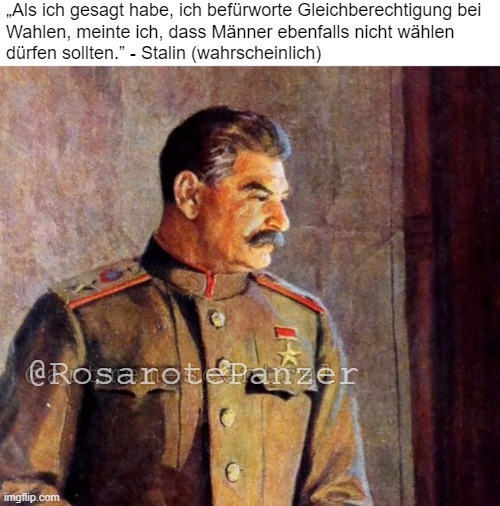 „Als ich gesagt habe, ich befürworte Gleichberechtigung bei
Wahlen, meinte ich, dass Männer ebenfalls nicht wählen
dürfen sollten.” - Stalin (wahrscheinlich)
@RosarotePanzer
imgflip.com